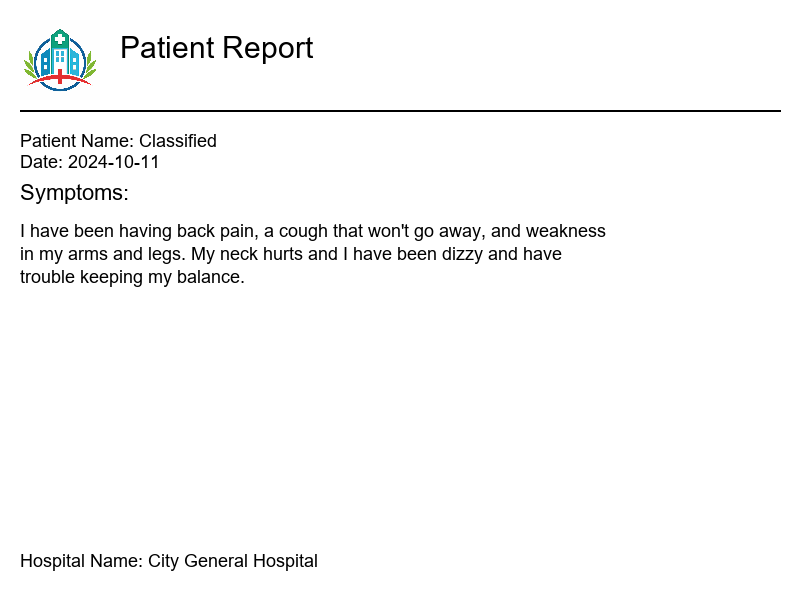 Patient Report
Patient Name: Classified
Date: 2024-10-11
Symptoms:
I have been having back pain, a cough that won't go away, and weakness
in my arms and legs. My neck hurts and I have been dizzy and have
trouble keeping my balance.
Hospital Name: City General Hospital